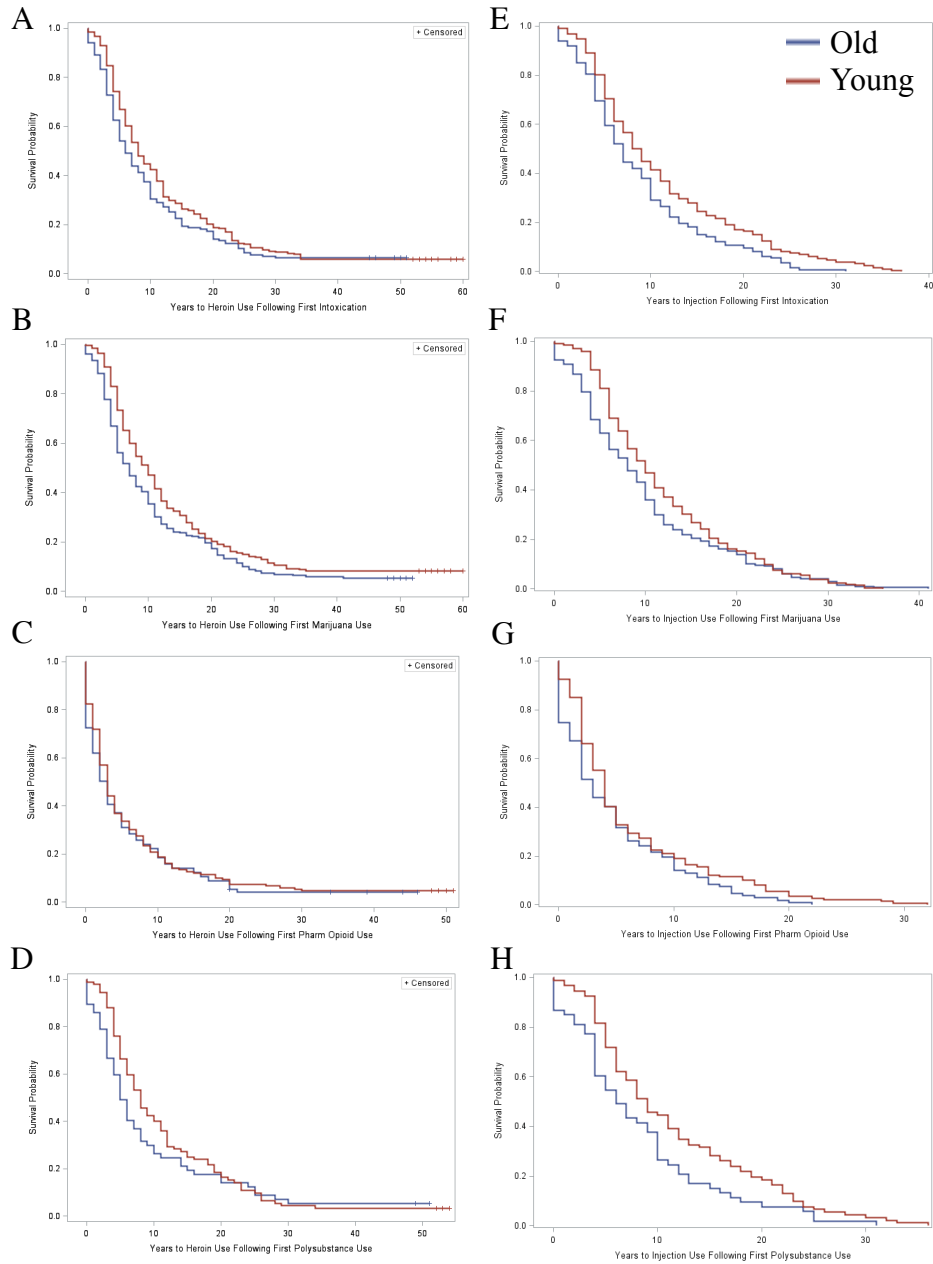 A
+ Censored
1.0
0.8
0.6
0.4
0.2
0.0
Survival Probability
0 10 20 30 40 50 60
Years to Heroin Use Following First Intoxication
B
+ Censored
1.0
0.8
0.6
0.4
0.2
0.0
Survival Probability
0 10 20 30 40 50 60
Years to Heroin Use Following First Marijuana Use
C
+ Censored
1.0
0.8
0.6
0.4
0.2
0.0
Survival Probability
0 10 20 30 40 50
Years to Heroin Use Following First Pharm Opioid Use
D
+ Censored
1.0
0.8
0.6
0.4
0.2
0.0
Survival Probability
0 10 20 30 40 50
Years to Heroin Use Following First Polysubstance Use
E
Old
Young
1.0
0.8
0.6
0.4
0.2
0.0
Survival Probability
0 10 20 30 40
Years to Injection Following First Intoxication
F
1.0
0.8
0.6
0.4
0.2
0.0
Survival Probability
0 10 20 30 40
Years to Injection Use Following First Marijuana Use
G
1.0
0.8
0.6
0.4
0.2
0.0
Survival Probability
0 10 20 30
Years to Injection Use Following First Pharm Opioid Use
H
1.0
0.8
0.6
0.4
0.2
0.0
Survival Probability
0 10 20 30
Years to Injection Use Following First Polysubstance Use